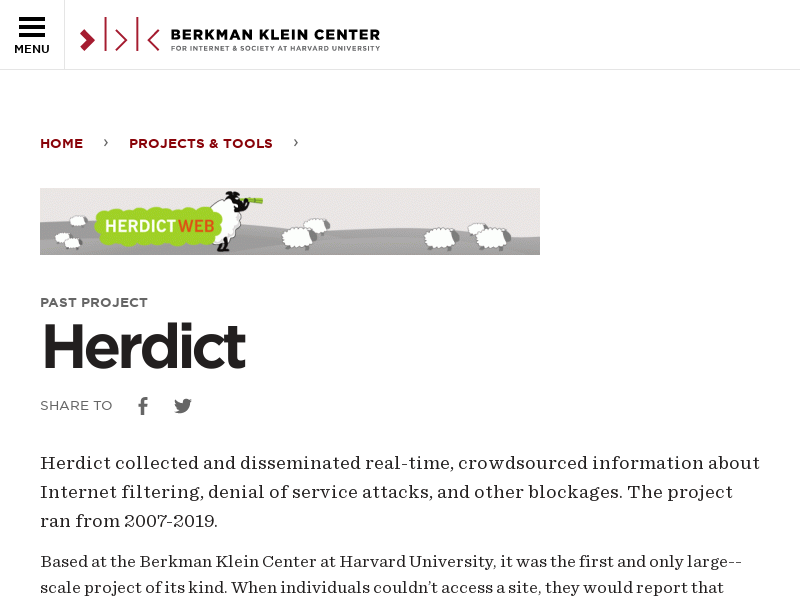 MENU
BERKMAN KLEIN CENTER
FOR INTERNET & SOCIETY AT HARVARD UNIVERSITY
HOME › PROJECTS & TOOLS ›
HERDICTWEB
PAST PROJECT
Herdict
SHARE TO
Herdict collected and disseminated real-time, crowdsourced information about
Internet filtering, denial of service attacks, and other blockages. The project
ran from 2007-2019.
Based at the Berkman Klein Center at Harvard University, it was the first and only large--
scale project of its kind. When individuals couldn’t access a site, they would report that